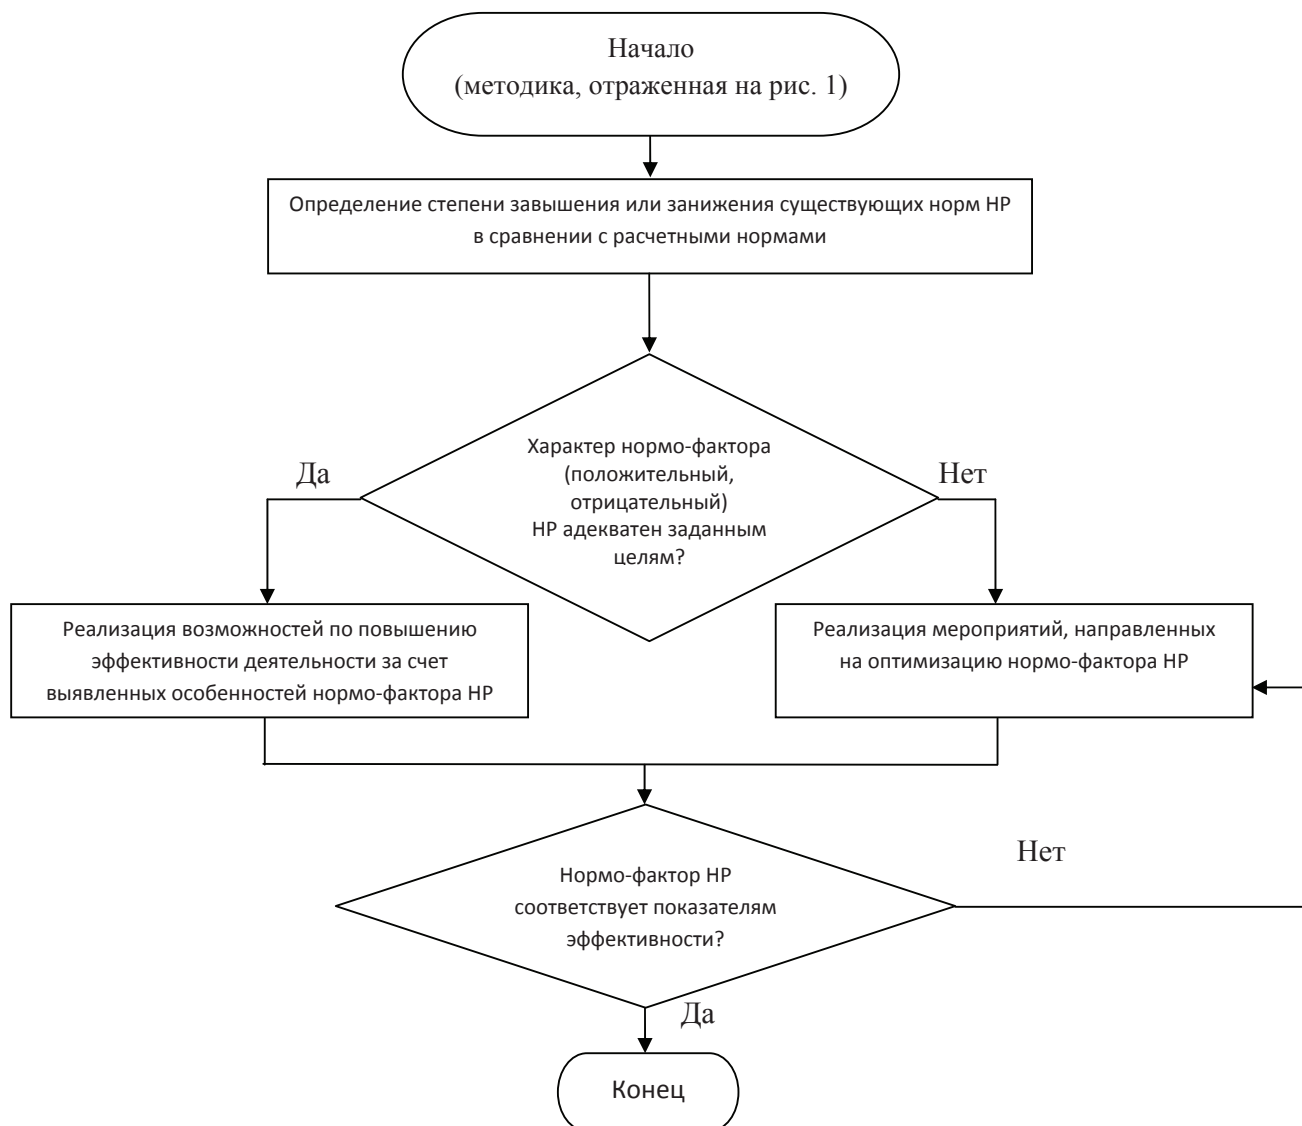 Начало
(методика, отраженная на рис. 1)
Определение степени завышения или занижения существующих норм НР
в сравнении с расчетными нормами
Характер нормо-фактора
(положительный,
отрицательный)
НР адекватен заданным
целям?
Да
Нет
Реализация возможностей по повышению
эффективности деятельности за счет
выявленных особенностей нормо-фактора НР
Реализация мероприятий, направленных
на оптимизацию нормо-фактора НР
Нормо-фактор НР
соответствует показателям
эффективности?
Нет
Да
Конец